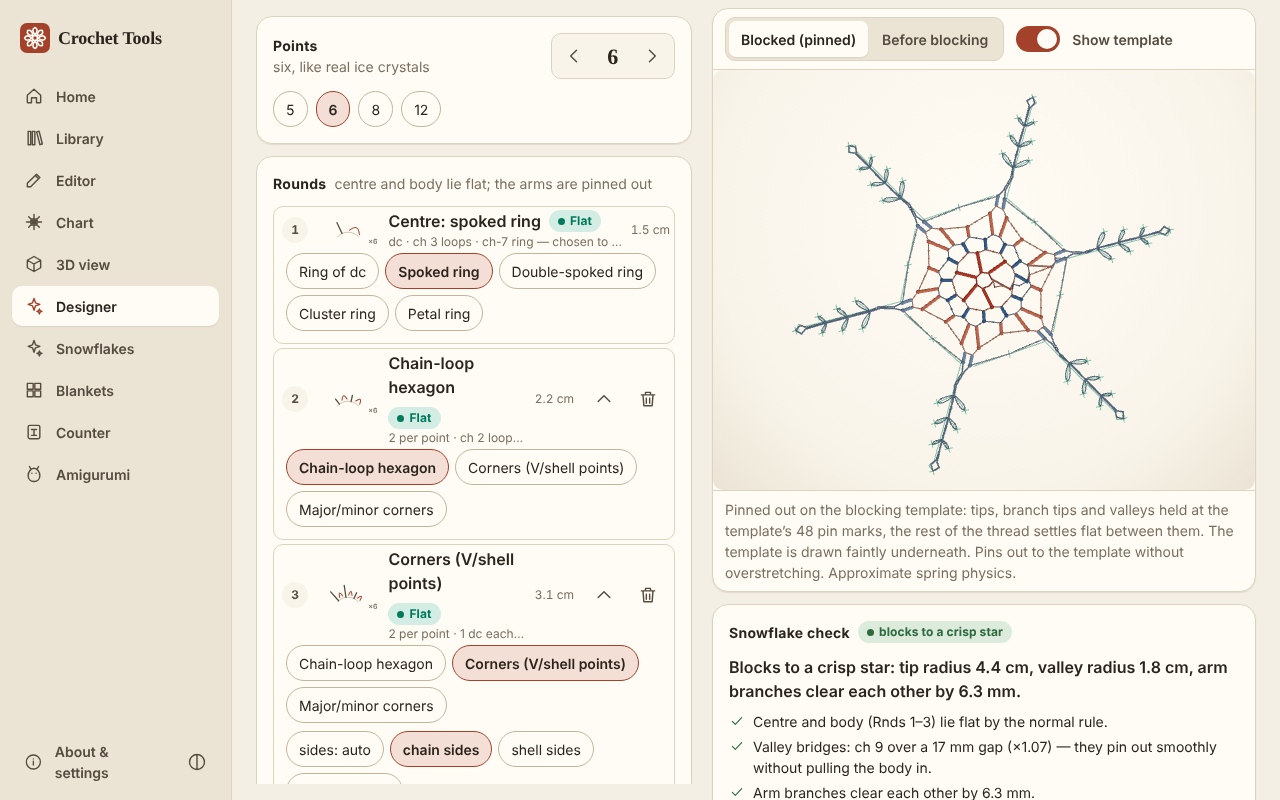 Crochet Tools
Home
Library
Editor
Chart
3D view
Designer
Snowflakes
Blankets
Counter
Amigurumi
About &
settings
Points
six, like real ice crystals
6
5
6
8
12
Rounds centre and body lie flat; the arms are pinned out
1
×6
Centre: spoked ring
Flat
dc · ch 3 loops · ch-7 ring — chosen to ...
1.5 cm
Ring of dc
Spoked ring
Double-spoked ring
Cluster ring
Petal ring
2
×6
Chain-loop
hexagon
Flat
2 per point · ch 2 loop...
2.2 cm
Chain-loop hexagon
Corners (V/shell points)
Major/minor corners
3
×6
Corners (V/shell
points)
Flat
2 per point · 1 dc each...
3.1 cm
Chain-loop hexagon
Corners (V/shell points)
Major/minor corners
sides: auto
chain sides
shell sides
Blocked (pinned)
Before blocking
Show template
Pinned out on the blocking template: tips, branch tips and valleys held at the
template’s 48 pin marks, the rest of the thread settles flat between them. The
template is drawn faintly underneath. Pins out to the template without
overstretching. Approximate spring physics.
Snowflake check
blocks to a crisp star
Blocks to a crisp star: tip radius 4.4 cm, valley radius 1.8 cm, arm
branches clear each other by 6.3 mm.
Centre and body (Rnds 1–3) lie flat by the normal rule.
Valley bridges: ch 9 over a 17 mm gap (×1.07) — they pin out smoothly
without pulling the body in.
Arm branches clear each other by 6.3 mm.